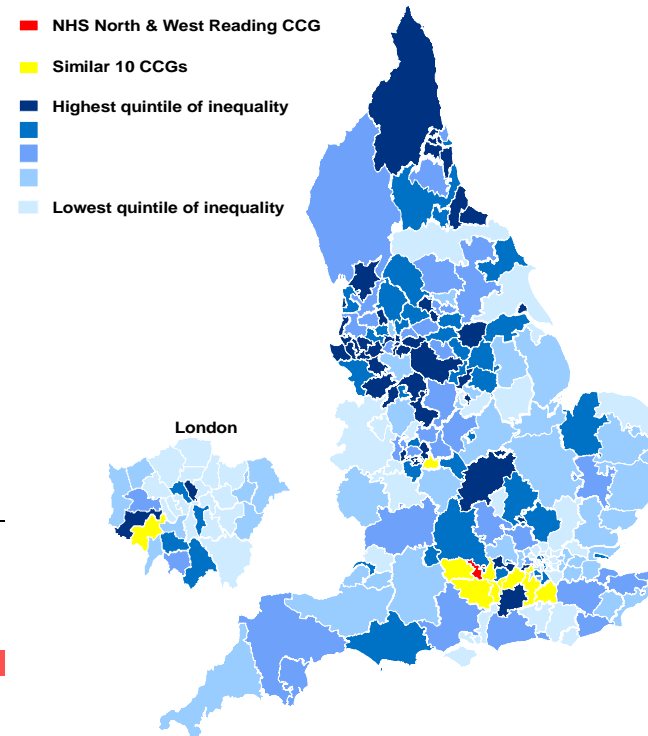 NHS North & West Reading CCG
Similar 10 CCGs
Highest quintile of inequality
Lowest quintile of inequality
London